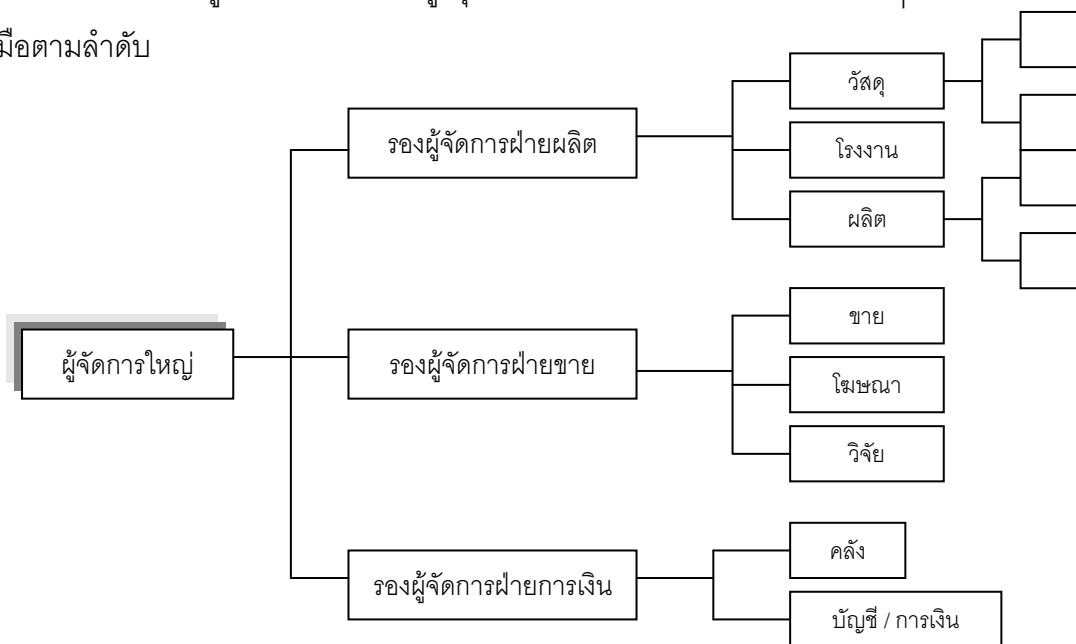 มือตามลำดับ
วัสดุ
รองผู้จัดการฝ่ายผลิต
โรงงาน
ผลิต
ขาย
ผู้จัดการใหญ่
รองผู้จัดการฝ่ายขาย
โฆษณา
วิจัย
คลัง
รองผู้จัดการฝ่ายการเงิน
บัญชี / การเงิน